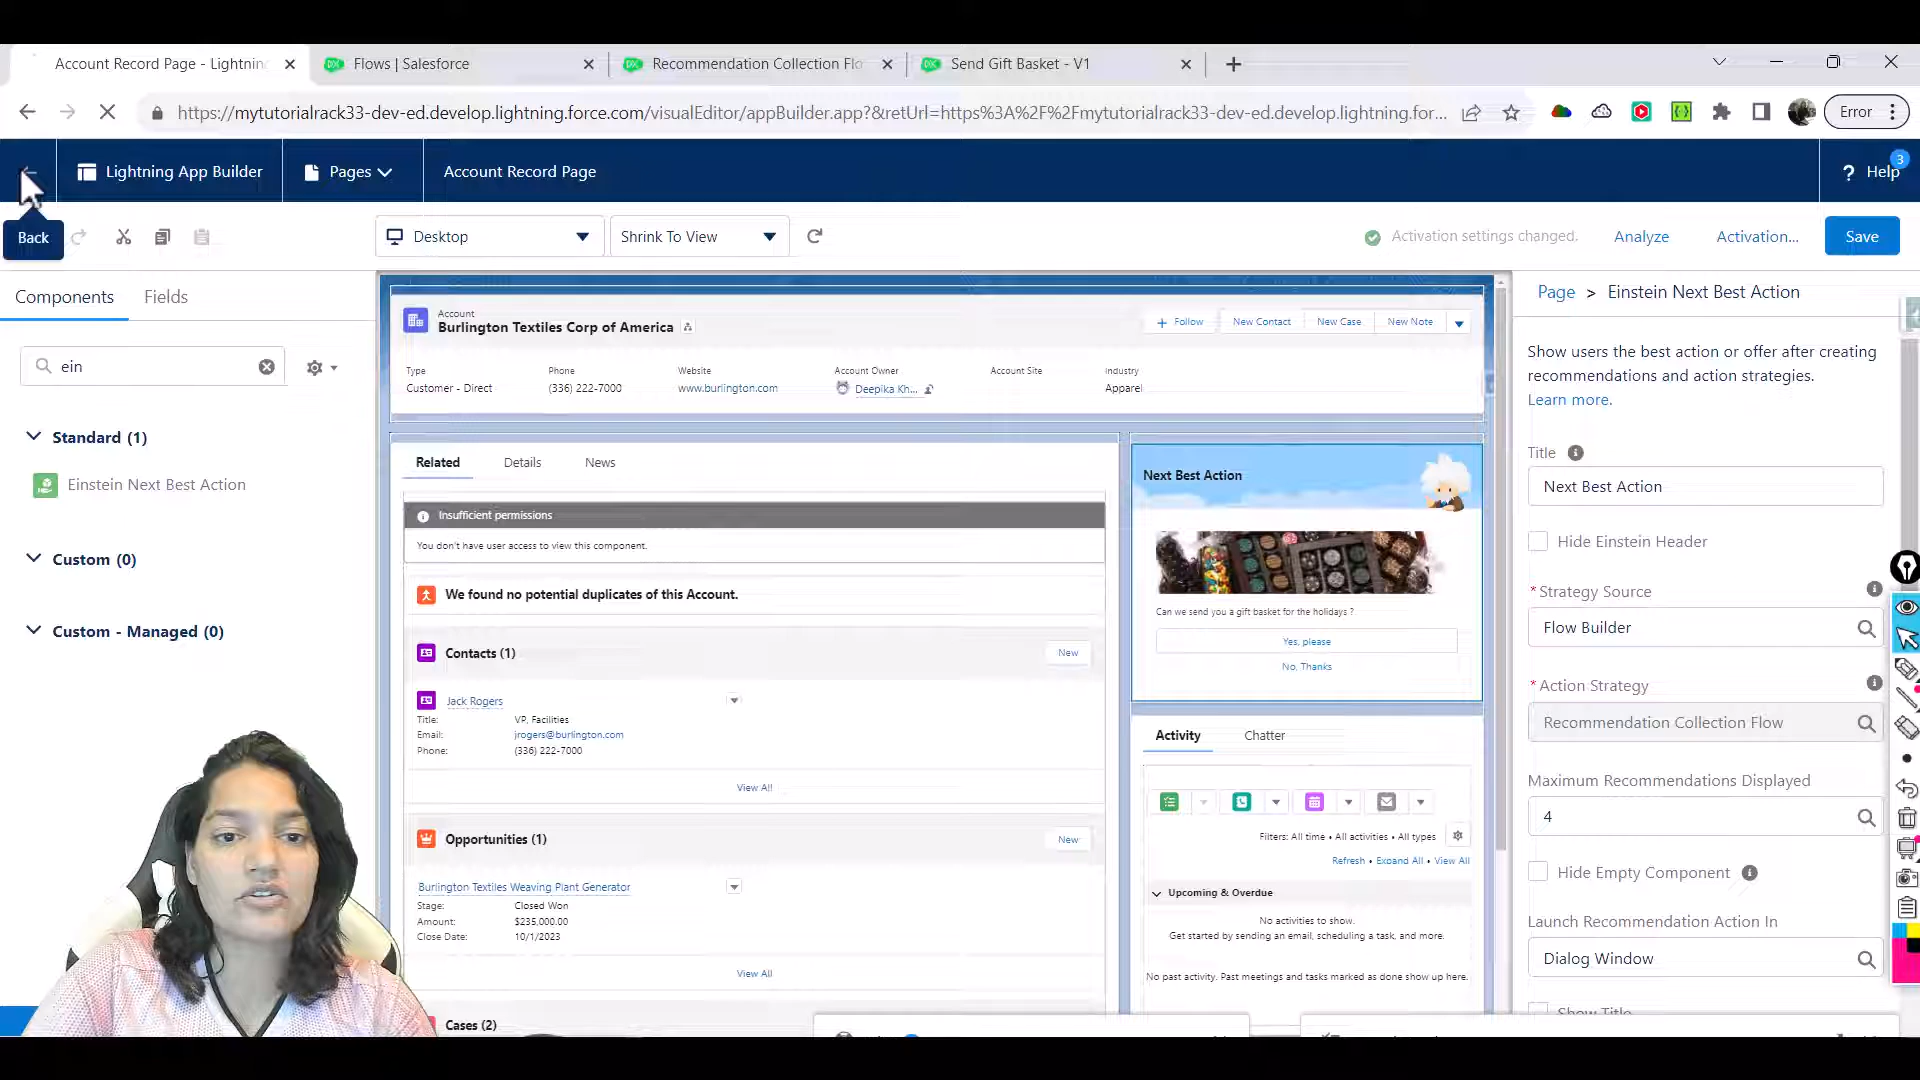 Account Record Page - Lightnin
Flows | Salesforce
Recommendation Collection Flo
Send Gift Basket - V1
https://mytutorialrack33-dev-ed.develop.lightning.force.com/visualEditor/appBuilder.app?&retUrl=https%3A%2F%2Fmytutorialrack33-dev-ed.develop.lightning.for...
Error
Lightning App Builder
Pages
Account Record Page
3
? Help
Back
Desktop
Shrink To View
Activation settings changed.
Analyze
Activation...
Save
Components
Fields
ein
Standard (1)
Einstein Next Best Action
Custom (0)
Custom - Managed (0)
Account
Burlington Textiles Corp of America
+ Follow
New Contact
New Case
New Note
Type
Phone
Website
Account Owner
Account Site
Industry
Customer - Direct
(336) 222-7000
www.burlington.com
Deepika Kh...
Apparel
Related
Details
News
Insufficient permissions
You don't have user access to view this component.
We found no potential duplicates of this Account.
Contacts (1)
New
Jack Rogers
Title:
VP, Facilities
Email:
jrogers@burlington.com
Phone:
(336) 222-7000
View All
Opportunities (1)
New
Burlington Textiles Weaving Plant Generator
Stage:
Closed Won
Amount:
$235,000.00
Close Date:
10/1/2023
View All
Cases (2)
Next Best Action
Can we send you a gift basket for the holidays ?
Yes, please
No, Thanks
Activity
Chatter
Filters: All time • All activities • All types
Refresh • Expand All • View All
Upcoming & Overdue
No activities to show.
Get started by sending an email, scheduling a task, and more.
No past activity. Past meetings and tasks marked as done show up here.
Page > Einstein Next Best Action
Show users the best action or offer after creating
recommendations and action strategies.
Learn more.
Title
Next Best Action
Hide Einstein Header
* Strategy Source
Flow Builder
* Action Strategy
Recommendation Collection Flow
Maximum Recommendations Displayed
4
Hide Empty Component
Launch Recommendation Action In
Dialog Window
Show Title